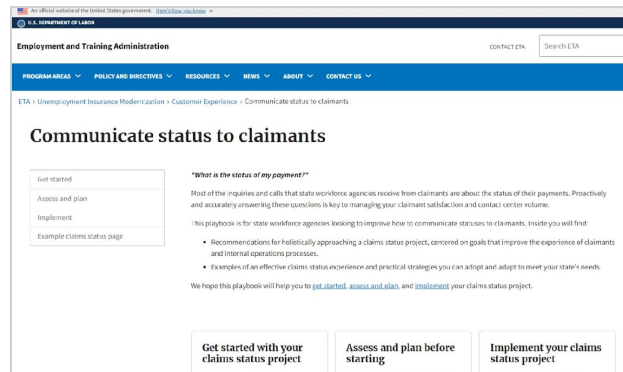 An official website of the United States government. Here's how you know
U.S. DEPARTMENT OF LABOR
Employment and Training Administration
CONTACT ETA
Search ETA
PROGRAM AREAS
POLICY AND DIRECTIVES
RESOURCES
NEWS
ABOUT
CONTACT US
ETA > Unemployment Insurance Modernization > Customer Experience > Communicate status to claimants
Communicate status to claimants
Get started
Assess and plan
Implement
Example claims status page
"What is the status of my payment?"
Most of the inquiries and calls that state workforce agencies receive from claimants are about the status of their payments. Proactively
and accurately answering these questions is key to managing your claimant satisfaction and contact center volume.
This playbook is for state workforce agencies looking to improve how to communicate statuses to claimants. Inside you will find:
• Recommendations for holistically approaching a claims status project, centered on goals that improve the experience of claimants
and internal operations processes.
• Examples of an effective claims status experience and practical strategies you can adopt and adapt to meet your state's needs.
We hope this playbook will help you to get started, assess and plan, and implement your claims status project.
Get started with your
claims status project
Assess and plan before
starting
Implement your claims
status project